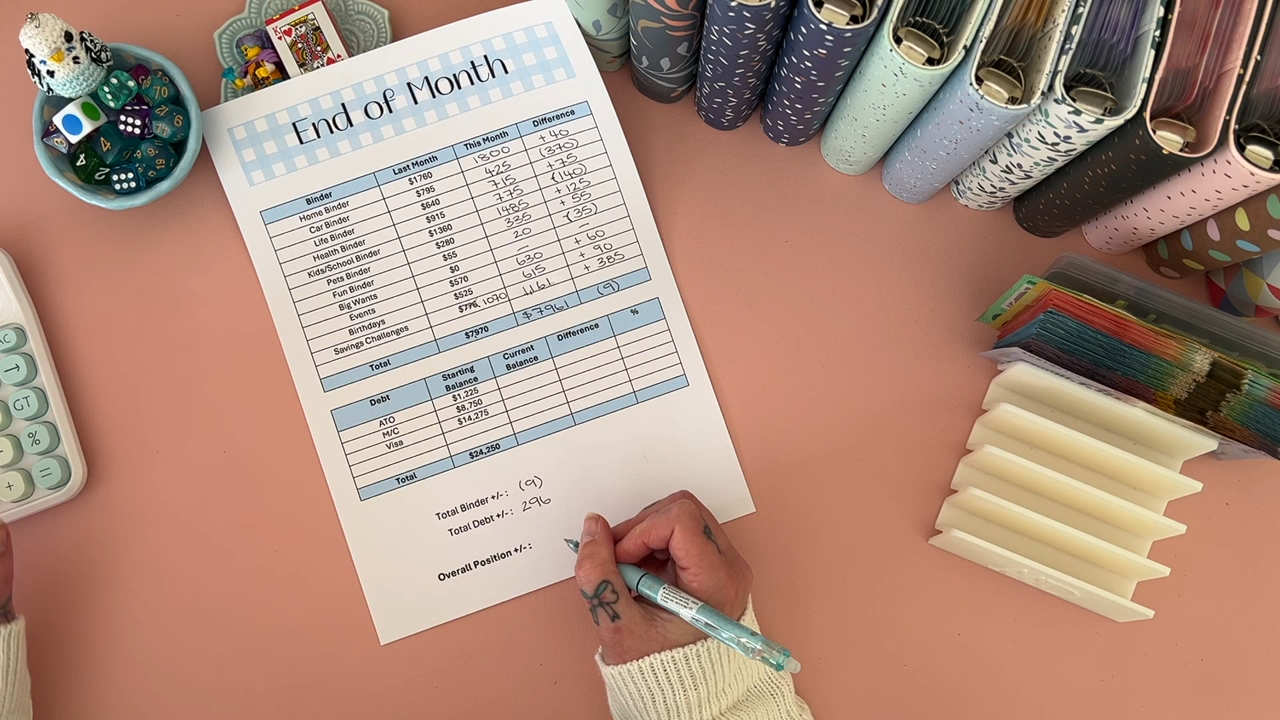 End of Month
Binder Last Month This Month Difference
Home Binder $1760 1800 + 40
Car Binder $795 425 (370)
Life Binder $640 715 + 75
Health Binder $915 775 (140)
Kids/School Binder $1360 1485 + 125
Pets Binder $280 335 + 55
Fun Binder $55 20 (35)
Big Wants $0 – –
Events $570 630 + 60
Birthdays $525 615 + 90
Savings Challenges 1070 1161 + 385
Total $7970 $7961 (9)
Debt Starting Balance Current Balance Difference %
ATO $1,225
M/C $8,750
Visa $14,275
Total $24,250
Total Binder +/-: (9)
Total Debt +/-: 296
Overall Position +/-:
AC
GT
%
-
+
=
K
70
4